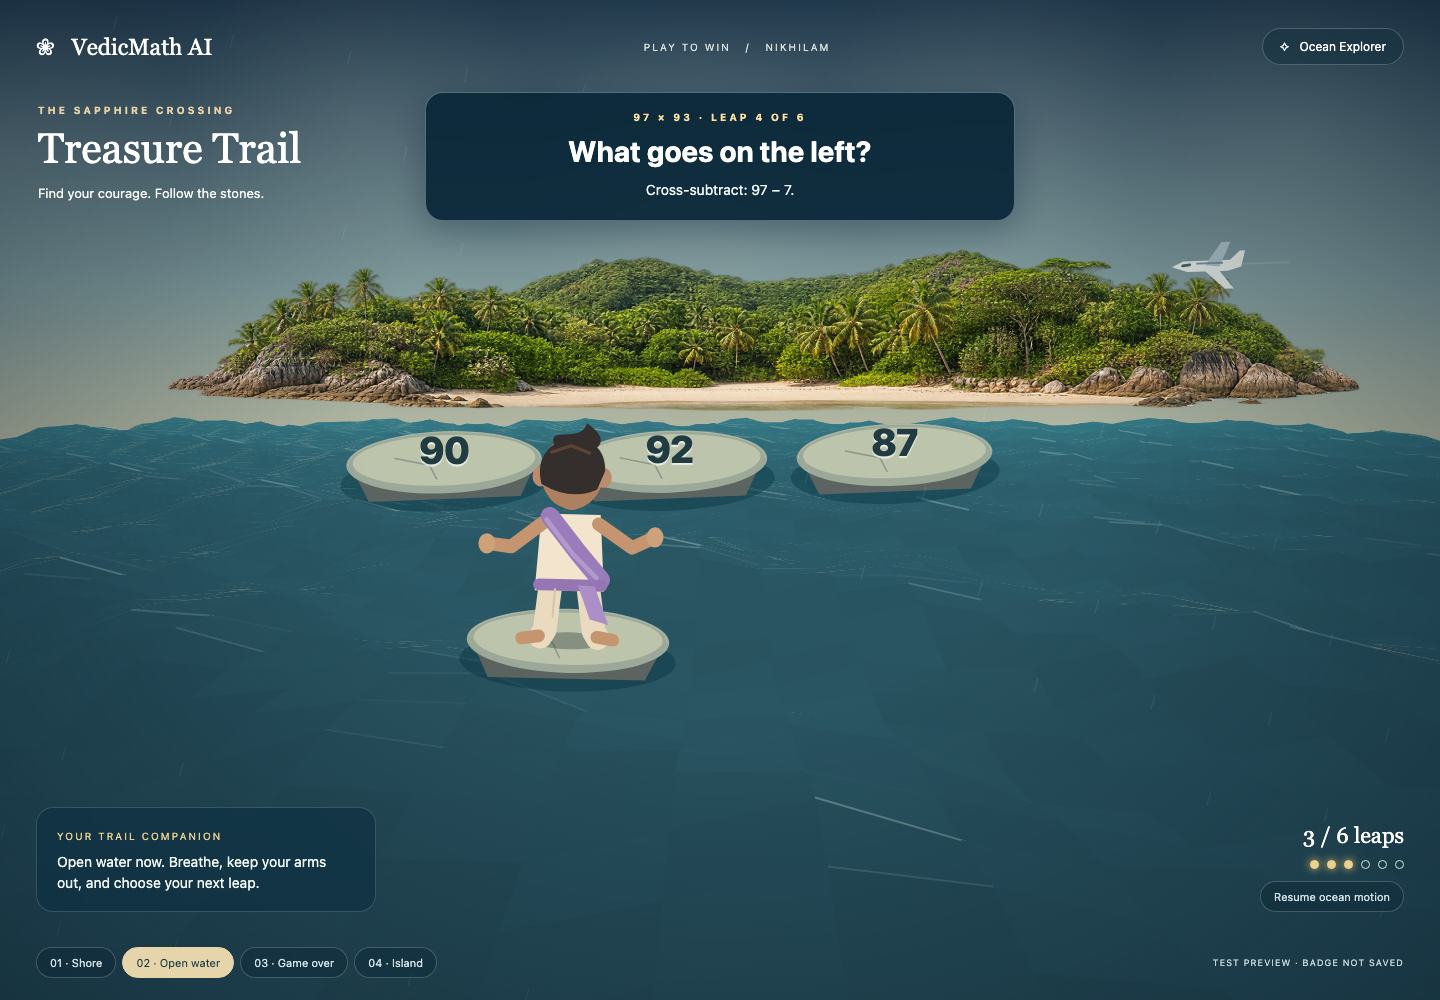 VedicMath AI
PLAY TO WIN / NIKHILAM
Ocean Explorer
THE SAPPHIRE CROSSING
Treasure Trail
Find your courage. Follow the stones.
97 × 93 · LEAP 4 OF 6
What goes on the left?
Cross-subtract: 97 – 7.
90
92
87
YOUR TRAIL COMPANION
Open water now. Breathe, keep your arms
out, and choose your next leap.
3 / 6 leaps
Resume ocean motion
01 · Shore
02 · Open water
03 · Game over
04 · Island
TEST PREVIEW · BADGE NOT SAVED